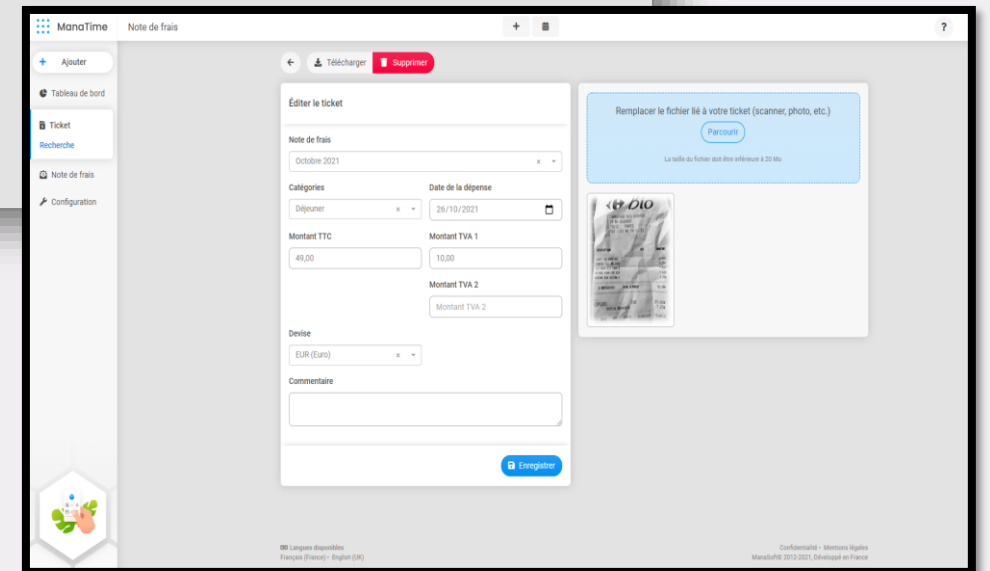 ManaTime
Note de frais
?
Ajouter
Tableau de bord
Ticket
Recherche
Note de frais
Configuration
Télécharger
Supprimer
Éditer le ticket
Note de frais
Octobre 2021
Catégories
Date de la dépense
Déjeuner
26/10/2021
Montant TTC
Montant TVA 1
49,00
10,00
Montant TVA 2
Montant TVA 2
Devise
EUR (Euro)
Commentaire
Enregistrer
Remplacer le fichier lié à votre ticket (scanner, photo, etc.)
Parcourir
La taille du fichier doit être inférieure à 20 Mo
BIO
Langues disponibles
Français (France) - English (UK)
Confidentialité - Mentions légales
ManaSoft© 2012-2021, Développé en France